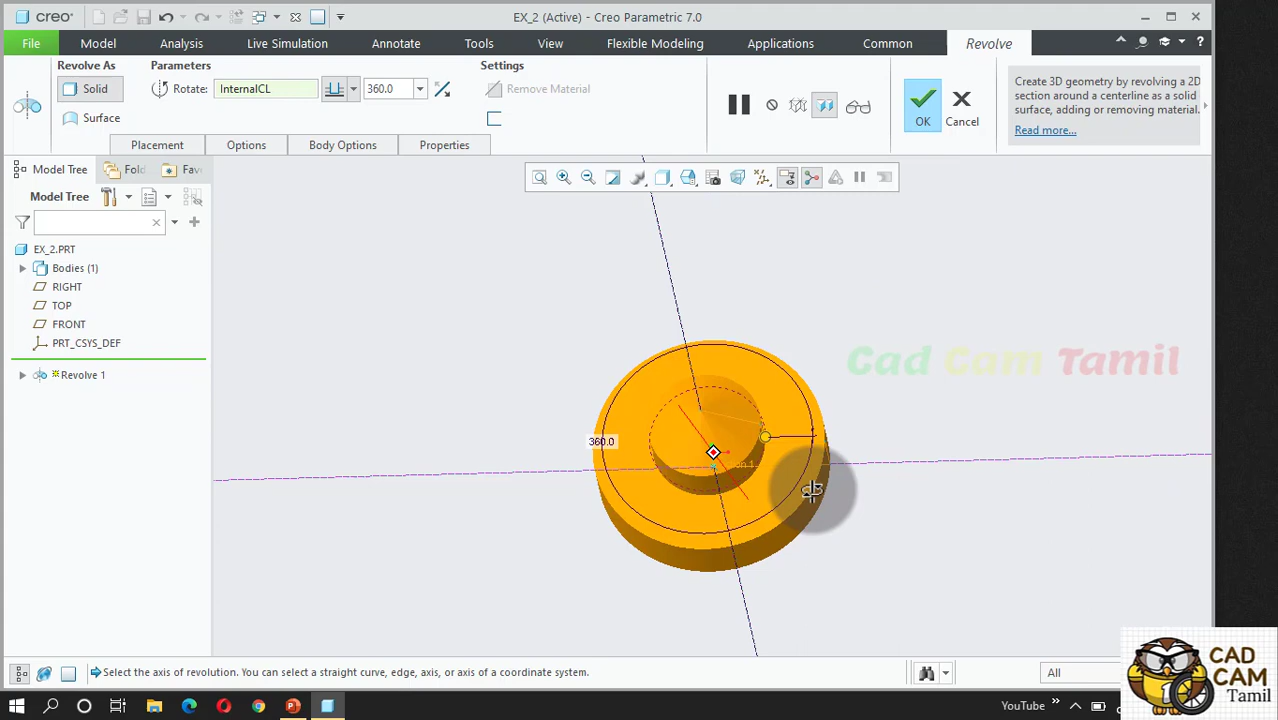 creo
EX_2 (Active) - Creo Parametric 7.0
File
Model
Analysis
Live Simulation
Annotate
Tools
View
Flexible Modeling
Applications
Common
Revolve
Revolve As
Parameters
Settings
Solid
Rotate:
InternalCL
360.0
Remove Material
Surface
OK
Cancel
Create 3D geometry by revolving a 2D
section around a centerline as a solid
surface, adding or removing material.
Read more...
Placement
Options
Body Options
Properties
Model Tree
Fold
Fav
Model Tree
EX_2.PRT
Bodies (1)
RIGHT
TOP
FRONT
PRT_CSYS_DEF
Revolve 1
360.0
Cad Cam Tamil
Select the axis of revolution. You can select a straight curve, edge, axis, or axis of a coordinate system.
All
CAD
CAM
Tamil
YouTube